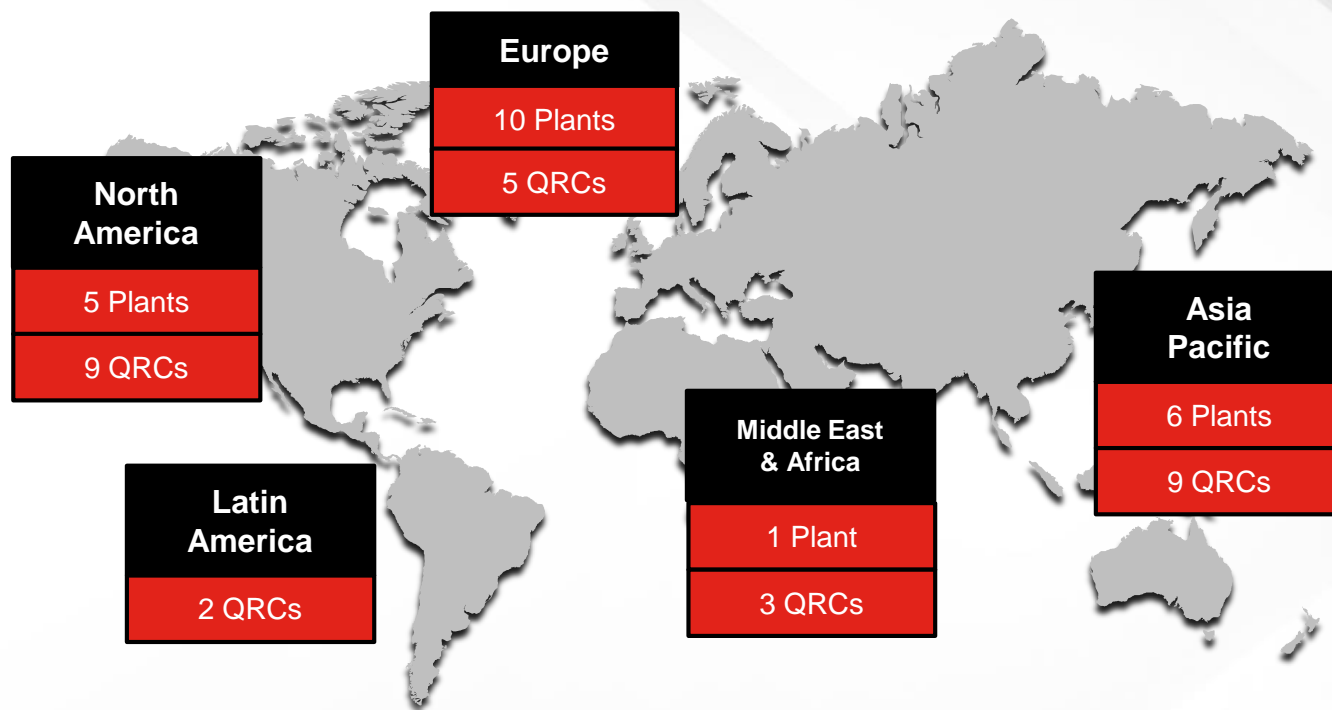 Europe
10 Plants
5 QRCs
North
America
5 Plants
9 QRCs
Asia
Pacific
6 Plants
9 QRCs
Middle East
& Africa
1 Plant
3 QRCs
Latin
America
2 QRCs